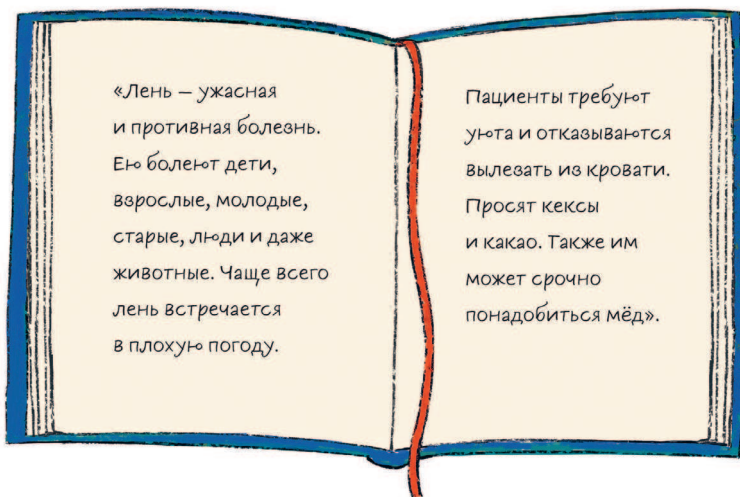 «Лень — ужасная
и противная болезнь.
Ею болеют дети,
взрослые, молодые,
старые, люди и даже
животные. Чаще всего
лень встречается
в плохую погоду.
Пациенты требуют
уюта и отказываются
вылезать из кровати.
Просят кексы
и какао. Также им
может срочно
понадобиться мёд».